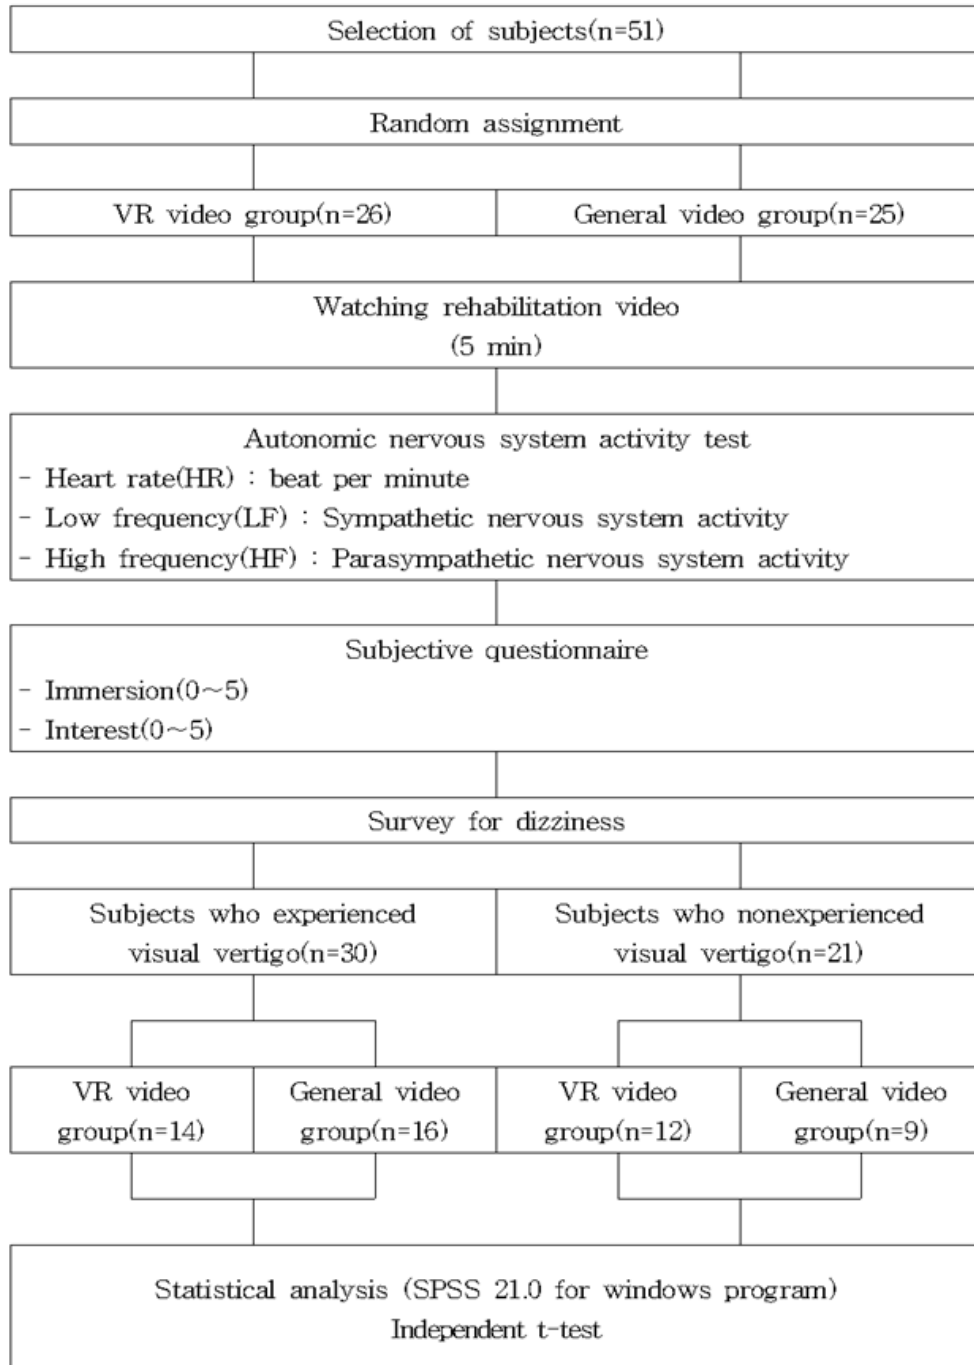 Selection of subjects(n=51)
Random assignment
VR video group(n=26)
General video group(n=25)
Watching rehabilitation video
(5 min)
Autonomic nervous system activity test
- Heart rate(HR) : beat per minute
- Low frequency(LF) : Sympathetic nervous system activity
- High frequency(HF) : Parasympathetic nervous system activity
Subjective questionnaire
- Immersion(0~5)
- Interest(0~5)
Survey for dizziness
Subjects who experienced
visual vertigo(n=30)
Subjects who nonexperienced
visual vertigo(n=21)
VR video
group(n=14)
General video
group(n=16)
VR video
group(n=12)
General video
group(n=9)
Statistical analysis (SPSS 21.0 for windows program)
Independent t-test